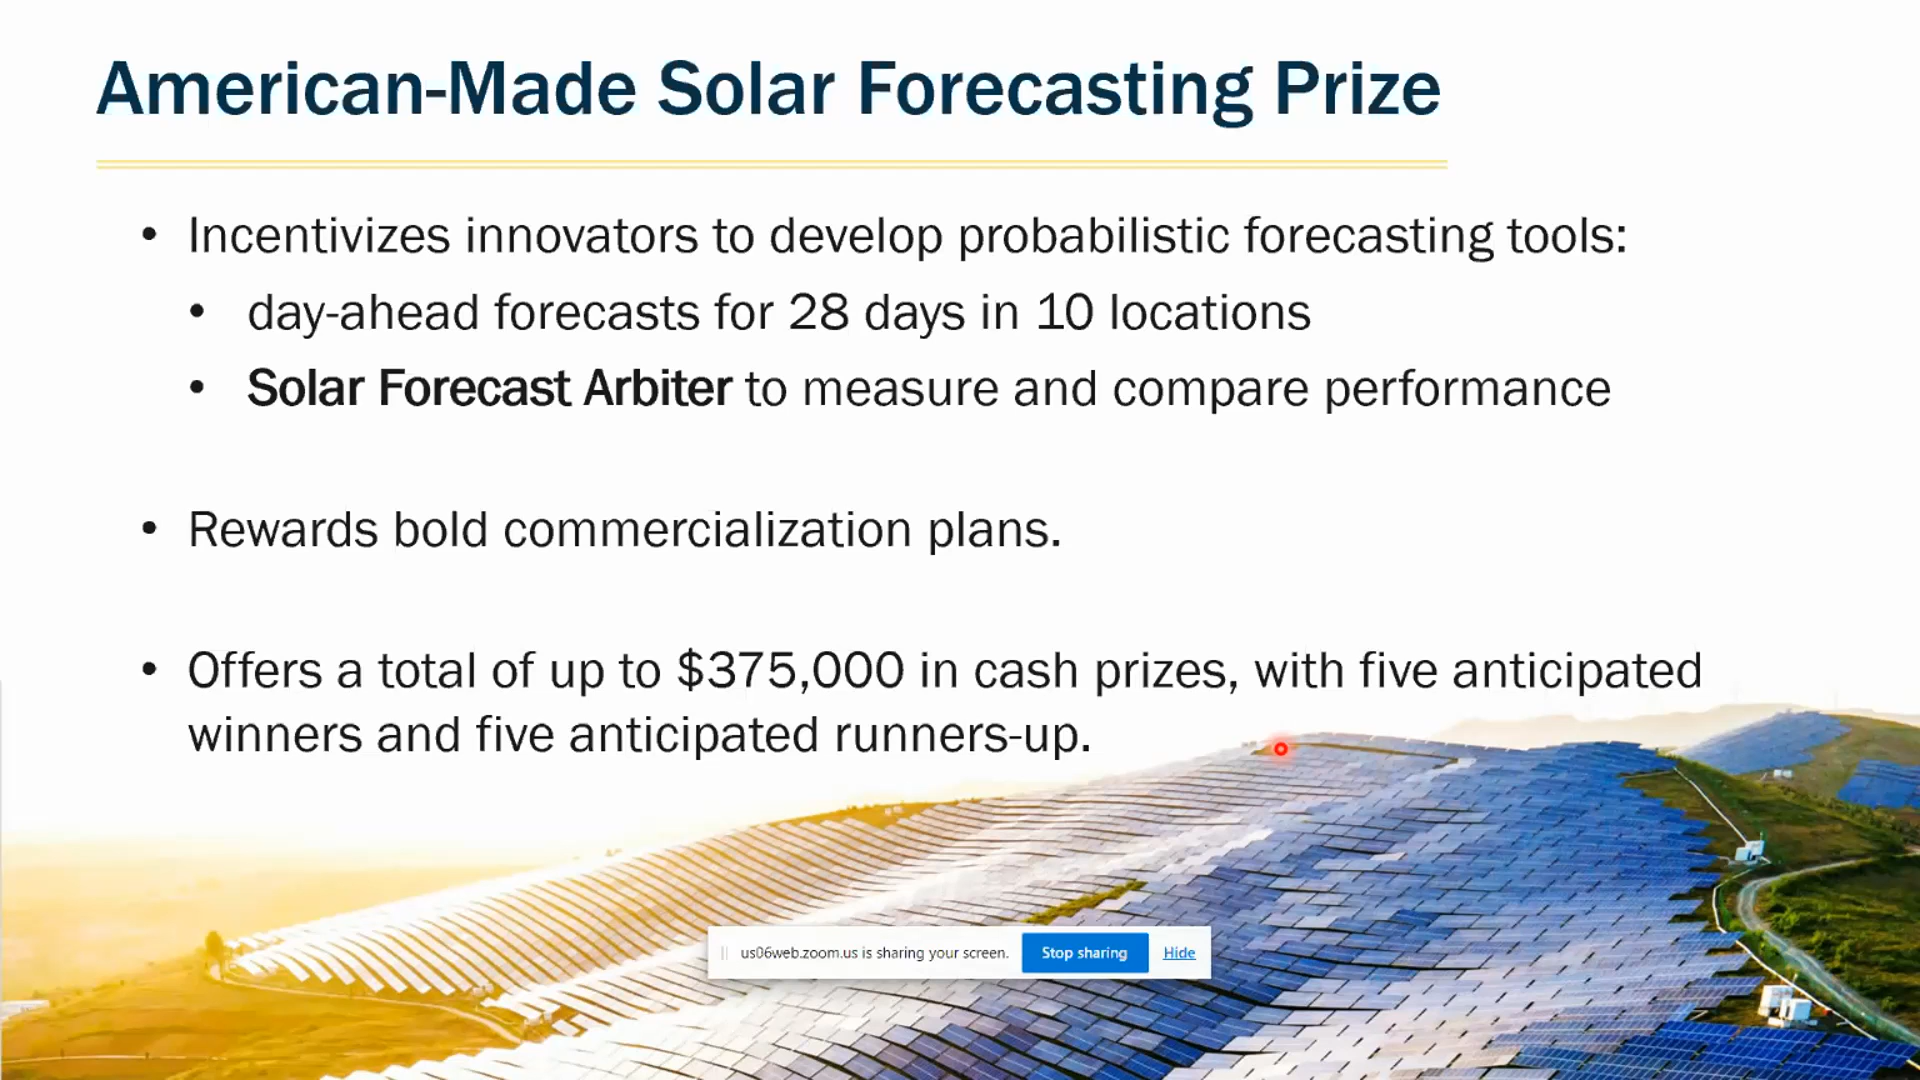 American-Made Solar Forecasting Prize
• Incentivizes innovators to develop probabilistic forecasting tools:
• day-ahead forecasts for 28 days in 10 locations
• Solar Forecast Arbiter to measure and compare performance
• Rewards bold commercialization plans.
• Offers a total of up to $375,000 in cash prizes, with five anticipated
winners and five anticipated runners-up.
us06web.zoom.us is sharing your screen. Stop sharing Hide